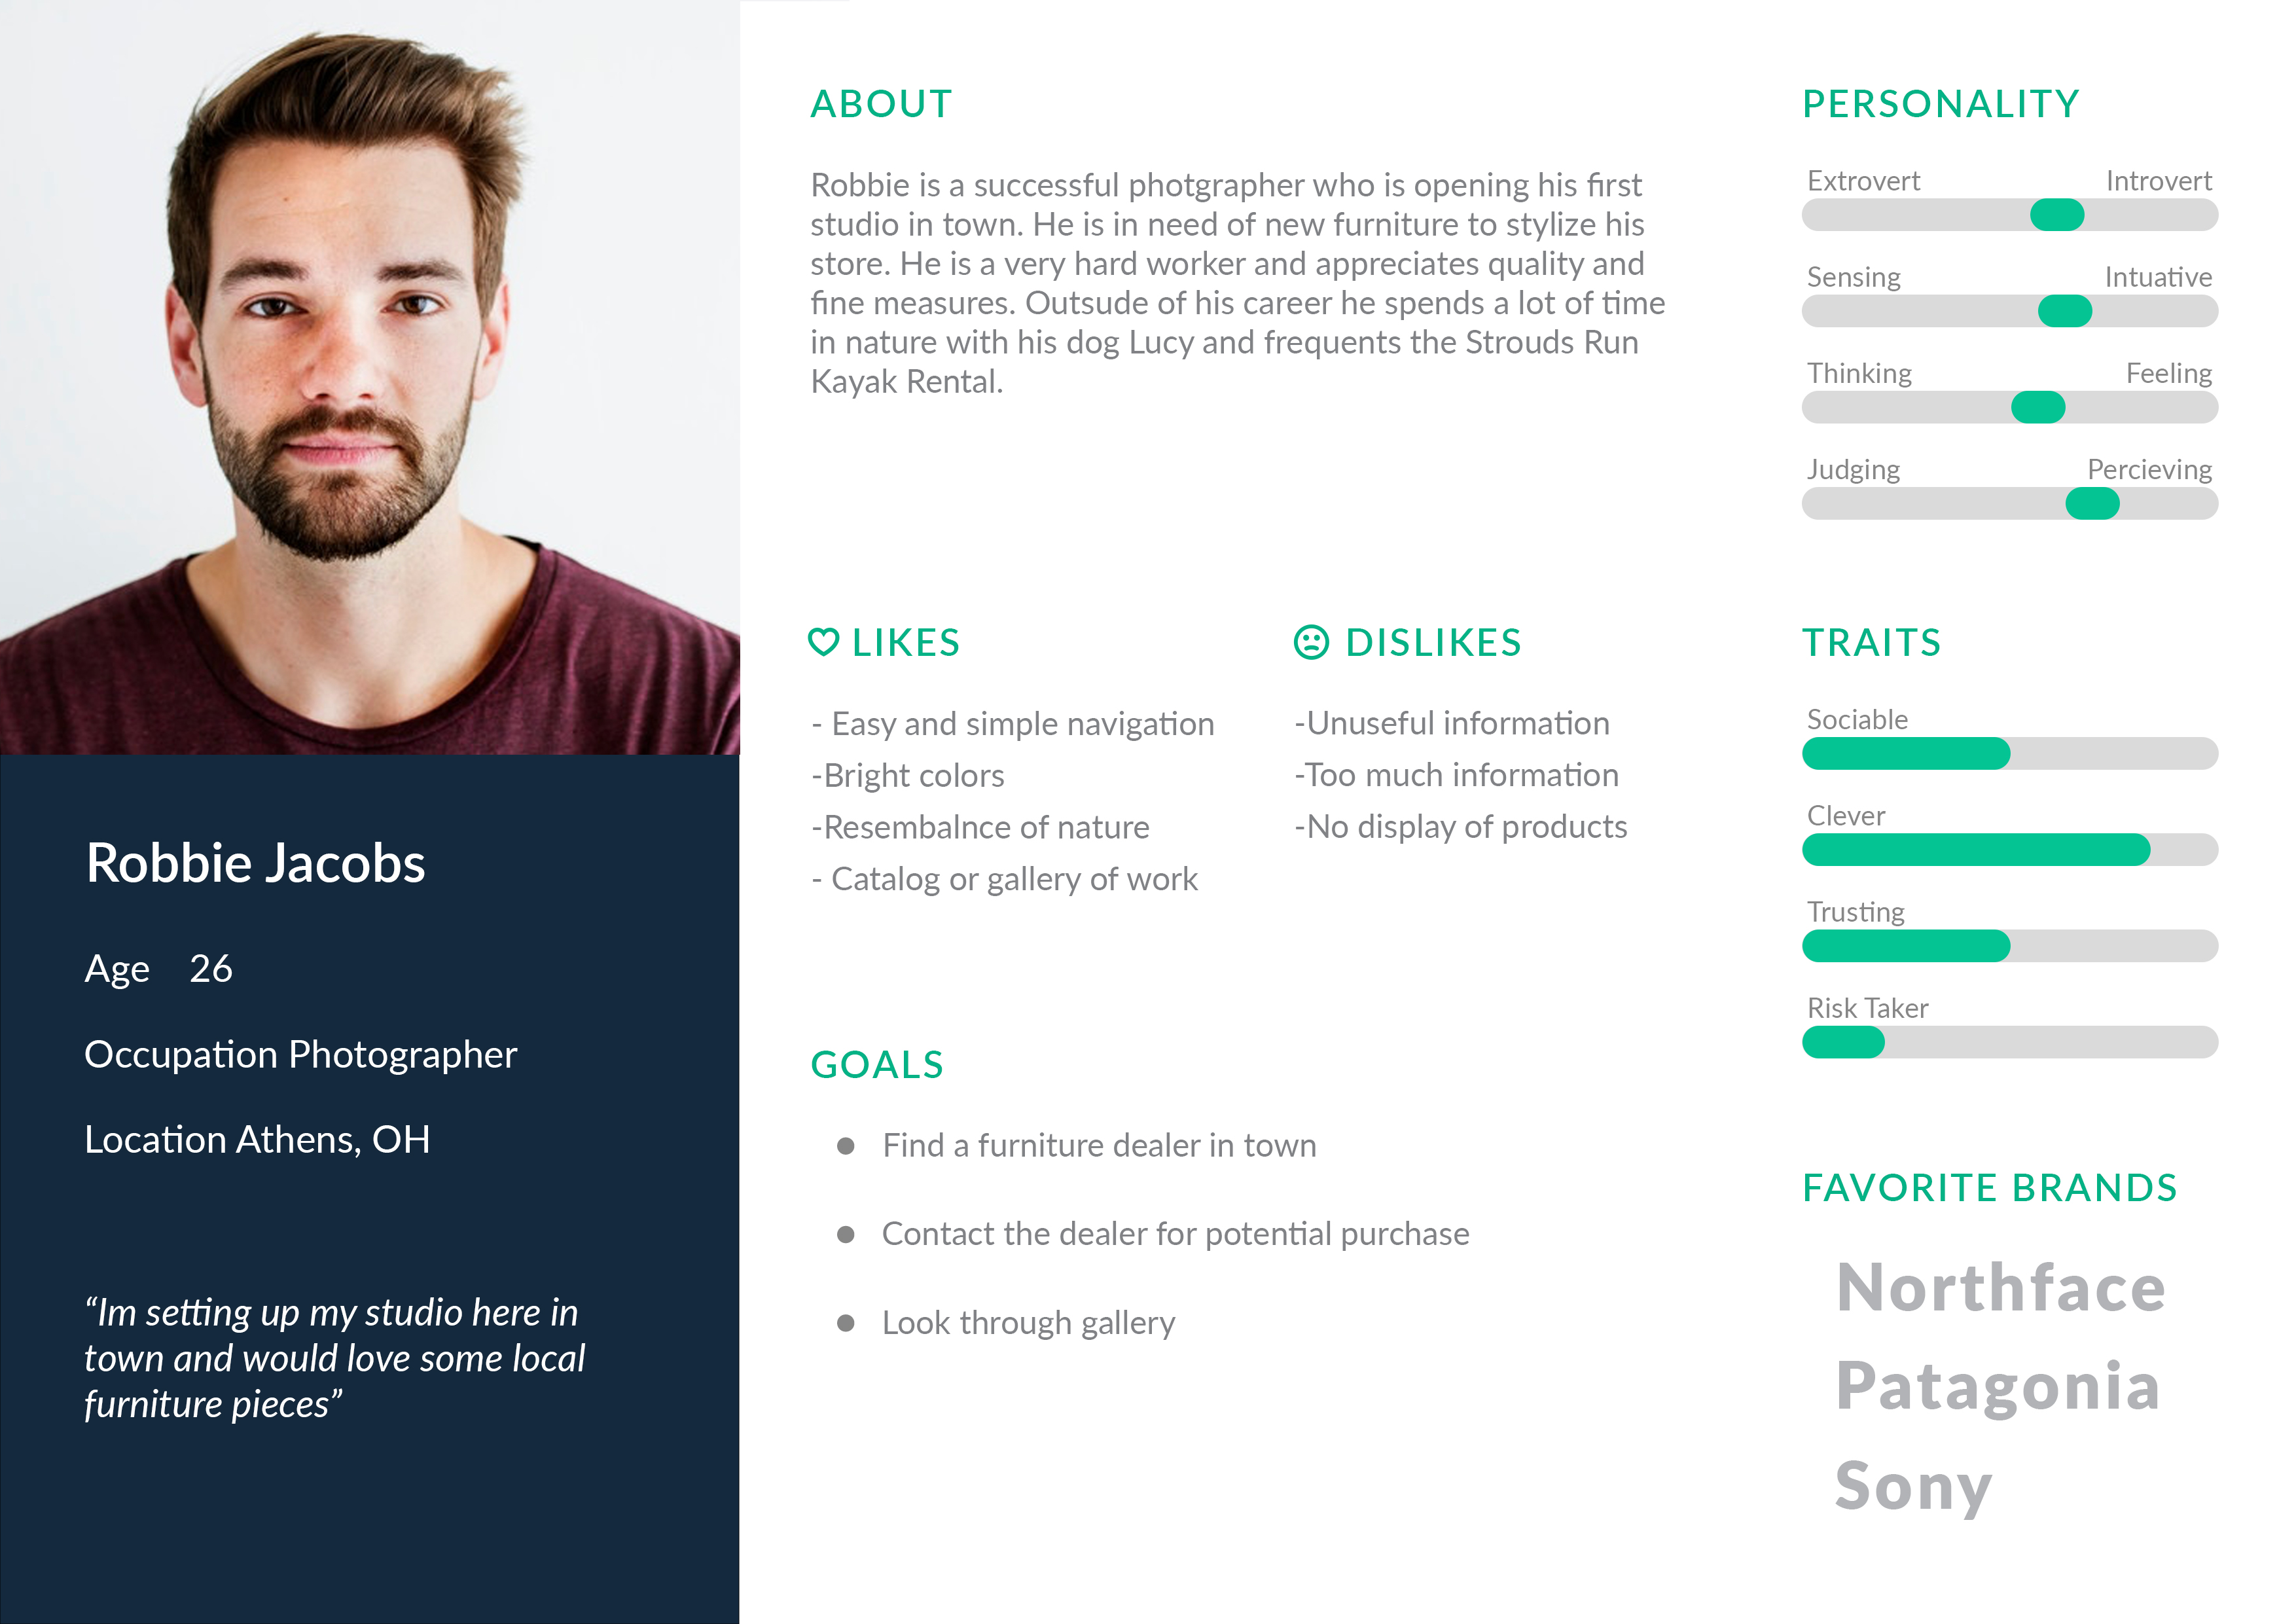 Robbie Jacobs
Age 26
Occupation Photographer
Location Athens, OH
“Im setting up my studio here in
town and would love some local
furniture pieces”
ABOUT
Robbie is a successful photgrapher who is opening his first
studio in town. He is in need of new furniture to stylize his
store. He is a very hard worker and appreciates quality and
fine measures. Outsude of his career he spends a lot of time
in nature with his dog Lucy and frequents the Strouds Run
Kayak Rental.
LIKES
- Easy and simple navigation
-Bright colors
-Resembalnce of nature
- Catalog or gallery of work
DISLIKES
-Unuseful information
-Too much information
-No display of products
GOALS
● Find a furniture dealer in town
● Contact the dealer for potential purchase
● Look through gallery
PERSONALITY
Extrovert Introvert
Sensing Intuative
Thinking Feeling
Judging Percieving
TRAITS
Sociable
Clever
Trusting
Risk Taker
FAVORITE BRANDS
Northface
Patagonia
Sony